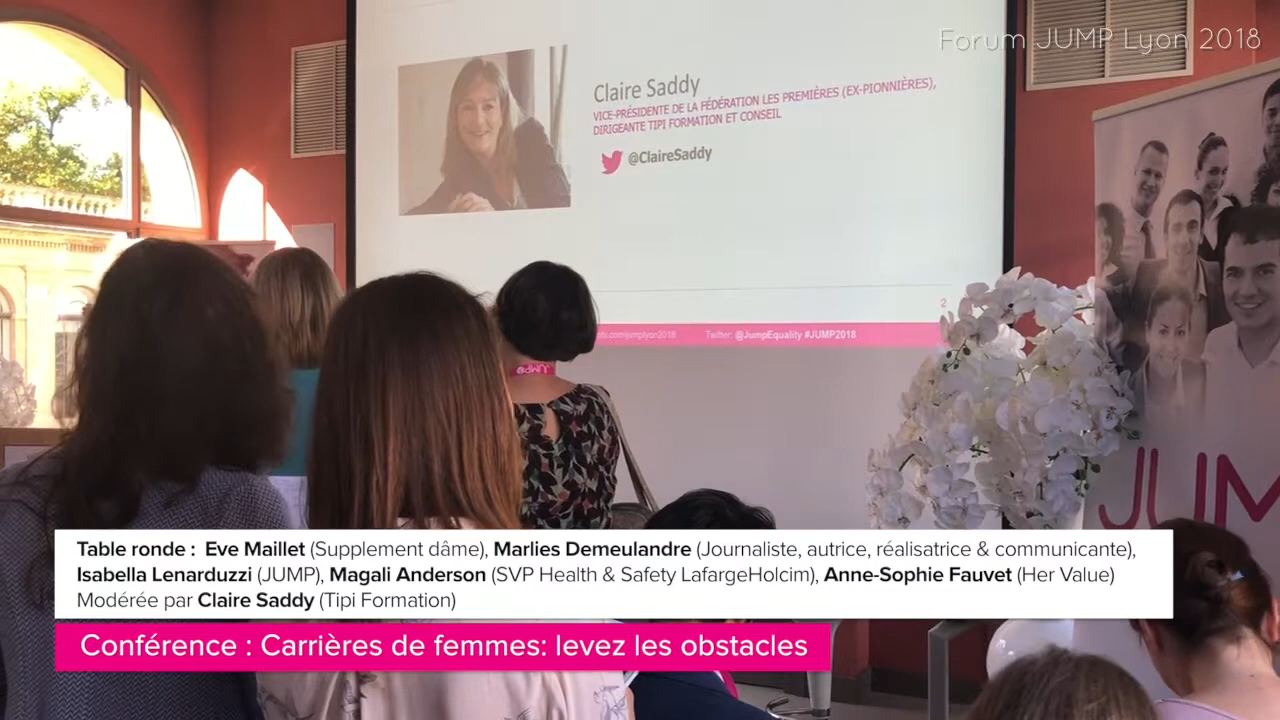 Forum JUMP Lyon 2018
Claire Saddy
VICE-PRÉSIDENTE DE LA FÉDÉRATION LES PREMIÈRES (EX-PIONNIÈRES),
DIRIGEANTE TIPI FORMATION ET CONSEIL
@ClaireSaddy
2
Twitter: @JumpEquality #JUMP2018
JUMP
JUM
Table ronde : Eve Maillet (Supplement dâme), Marlies Demeulandre (Journaliste, autrice, réalisatrice & communicante),
Isabella Lenarduzzi (JUMP), Magali Anderson (SVP Health & Safety LafargeHolcim), Anne-Sophie Fauvet (Her Value)
Modérée par Claire Saddy (Tipi Formation)
Conférence : Carrières de femmes: levez les obstacles